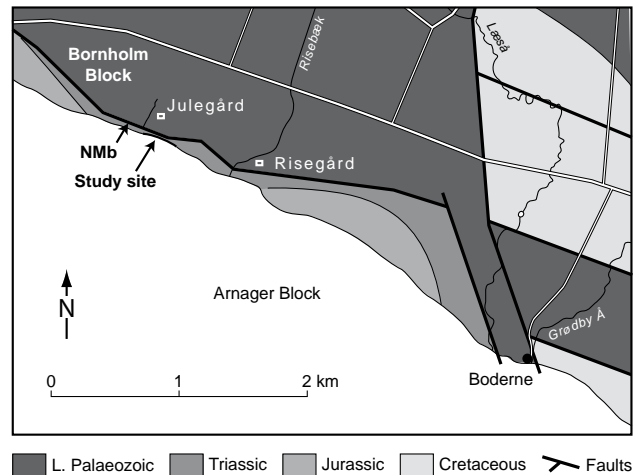 Bornholm
Block
Risebæk
Læså
Julegård
NMb
Study site
Risegård
Arnager Block
N
Grødby Å
Boderne
0 1 2 km
L. Palaeozoic Triassic Jurassic Cretaceous Faults